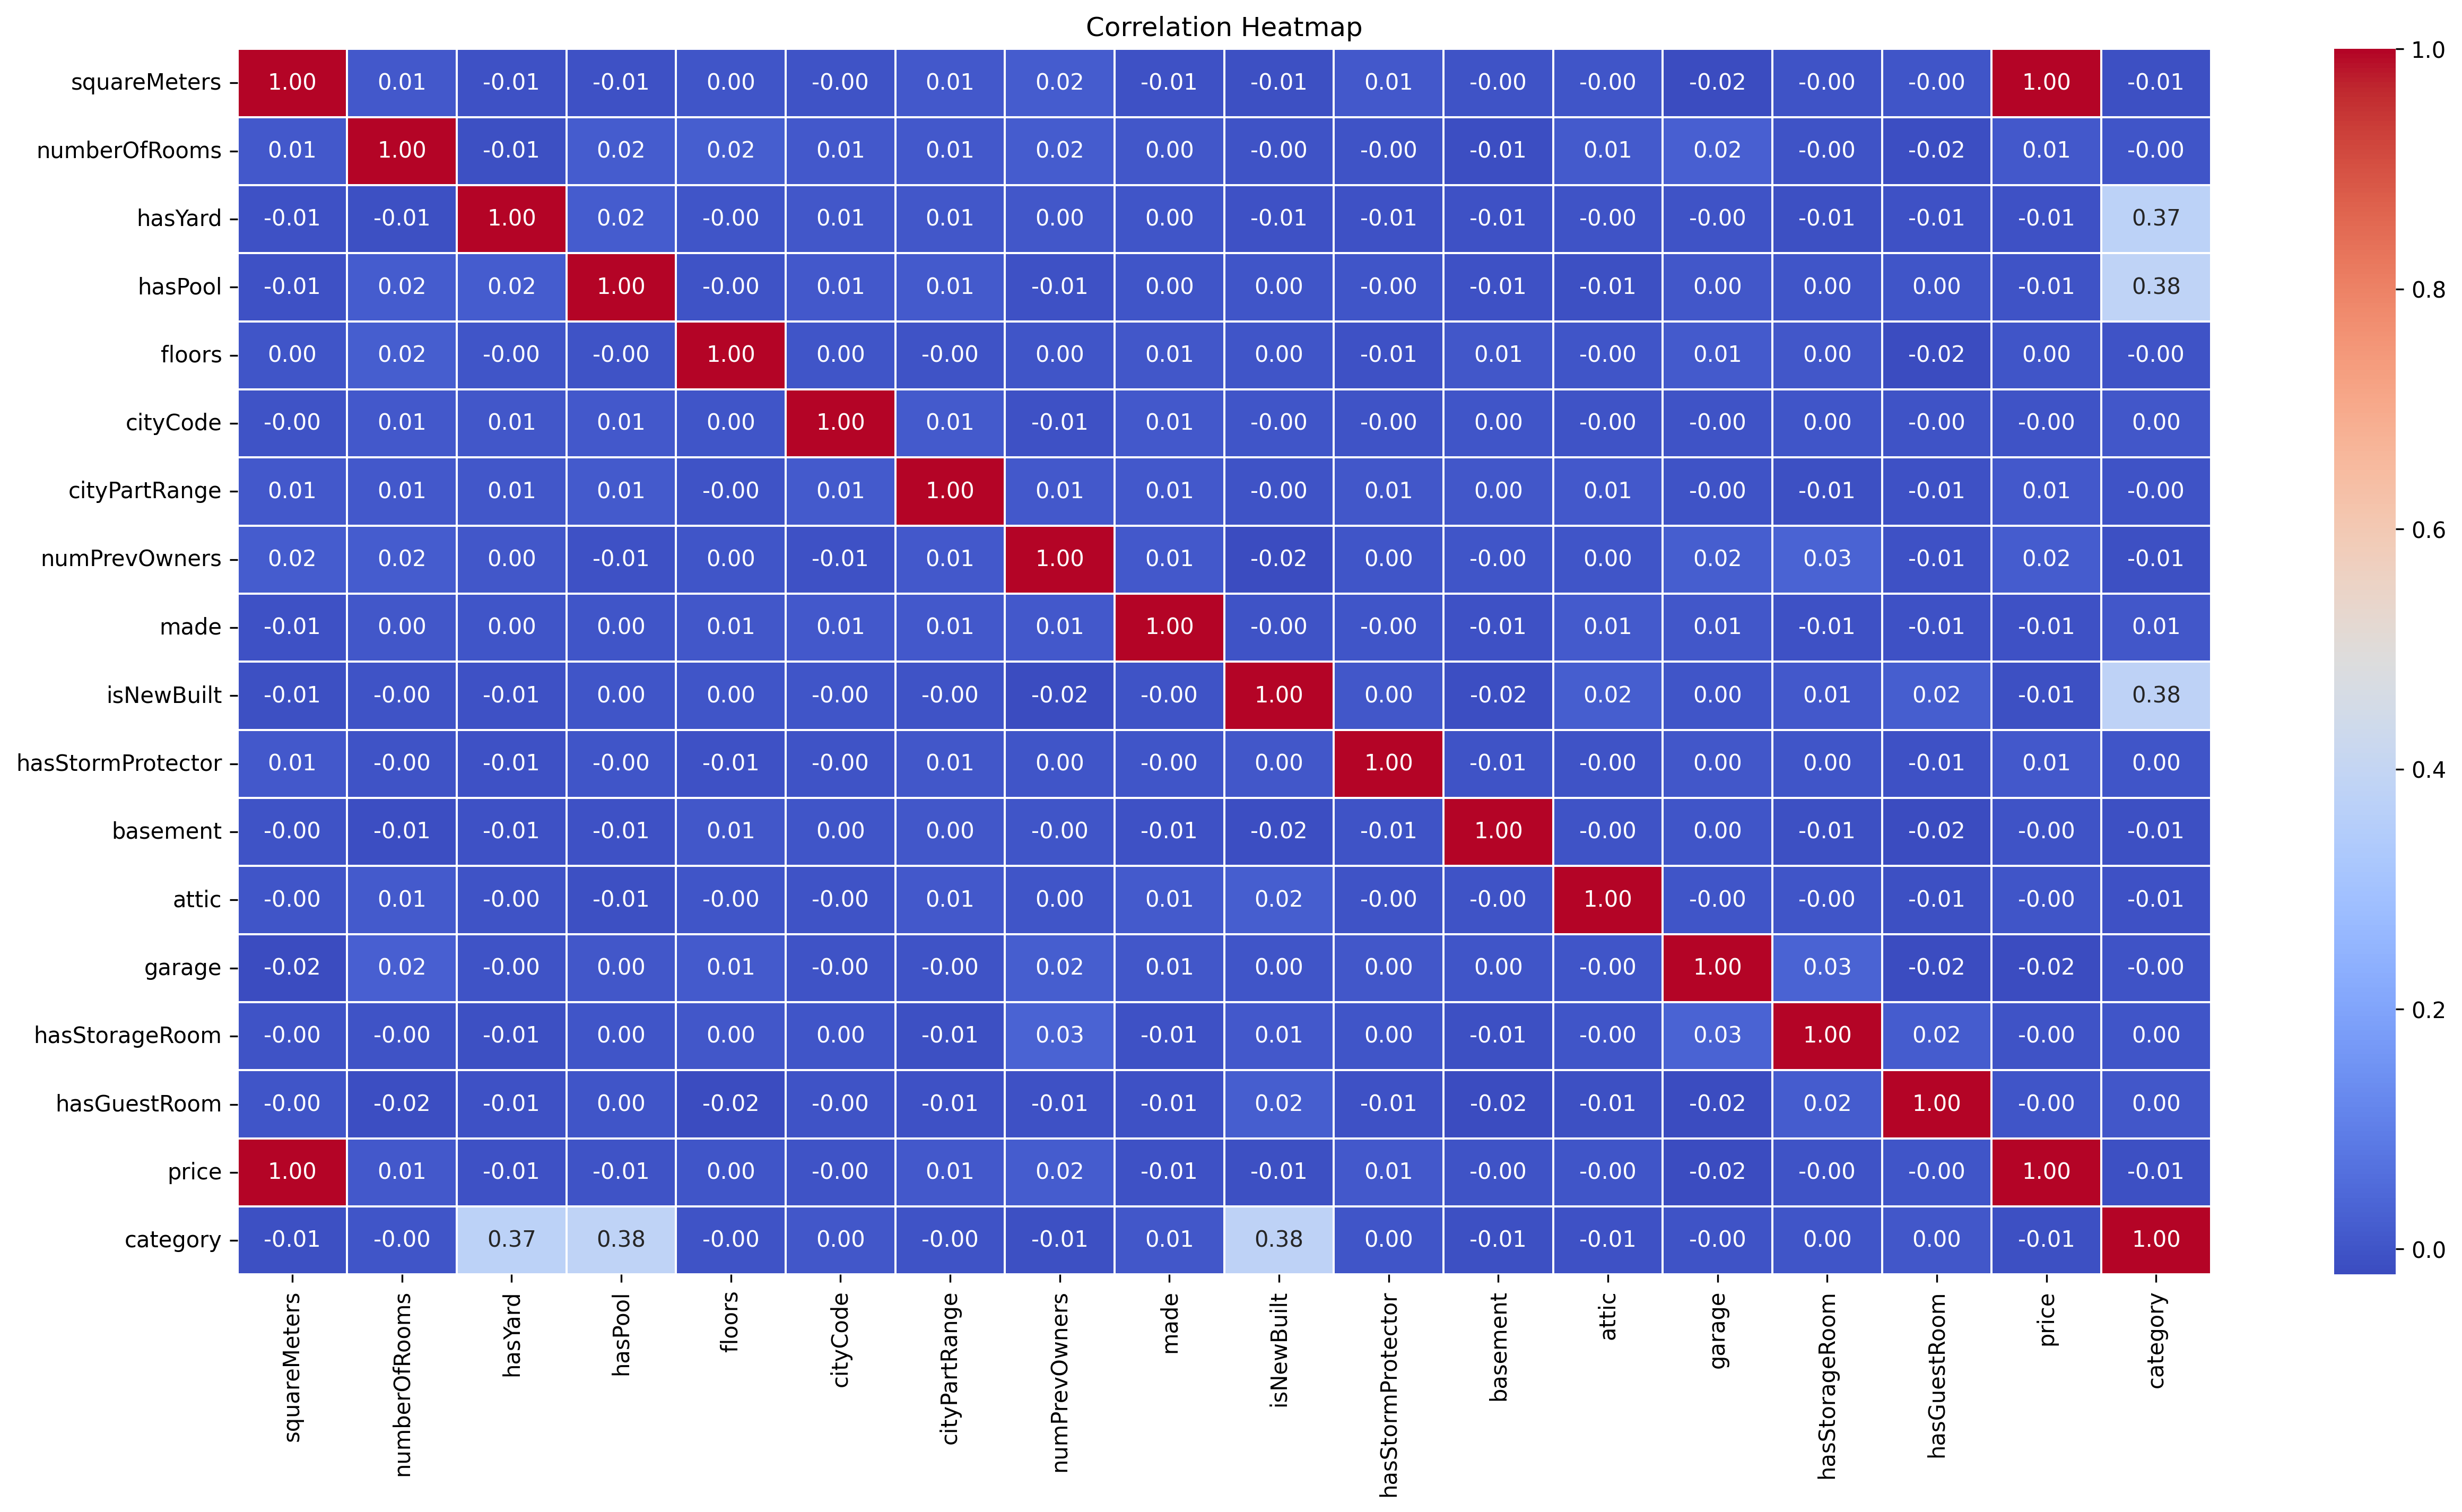 Correlation Heatmap
squareMeters 1.00 0.01 -0.01 -0.01 0.00 -0.00 0.01 0.02 -0.01 -0.01 0.01 -0.00 -0.00 -0.02 -0.00 -0.00 1.00 -0.01
numberOfRooms 0.01 1.00 -0.01 0.02 0.02 0.01 0.01 0.02 0.00 -0.00 -0.00 -0.01 0.01 0.02 -0.00 -0.02 0.01 -0.00
hasYard -0.01 -0.01 1.00 0.02 -0.00 0.01 0.01 0.00 0.00 -0.01 -0.01 -0.01 -0.00 -0.00 -0.01 -0.01 -0.01 0.37
hasPool -0.01 0.02 0.02 1.00 -0.00 0.01 0.01 -0.01 0.00 0.00 -0.00 -0.01 -0.01 0.00 0.00 0.00 -0.01 0.38
floors 0.00 0.02 -0.00 -0.00 1.00 0.00 -0.00 0.00 0.01 0.00 -0.01 0.01 -0.00 0.01 0.00 -0.02 0.00 -0.00
cityCode -0.00 0.01 0.01 0.01 0.00 1.00 0.01 -0.01 0.01 -0.00 -0.00 0.00 -0.00 -0.00 0.00 -0.00 -0.00 0.00
cityPartRange 0.01 0.01 0.01 0.01 -0.00 0.01 1.00 0.01 0.01 -0.00 0.01 0.00 0.01 -0.00 -0.01 -0.01 0.01 -0.00
numPrevOwners 0.02 0.02 0.00 -0.01 0.00 -0.01 0.01 1.00 0.01 -0.02 0.00 -0.00 0.00 0.02 0.03 -0.01 0.02 -0.01
made -0.01 0.00 0.00 0.00 0.01 0.01 0.01 0.01 1.00 -0.00 -0.00 -0.01 0.01 0.01 -0.01 -0.01 -0.01 0.01
isNewBuilt -0.01 -0.00 -0.01 0.00 0.00 -0.00 -0.00 -0.02 -0.00 1.00 0.00 -0.02 0.02 0.00 0.01 0.02 -0.01 0.38
hasStormProtector 0.01 -0.00 -0.01 -0.00 -0.01 -0.00 0.01 0.00 -0.00 0.00 1.00 -0.01 -0.00 0.00 0.00 -0.01 0.01 0.00
basement -0.00 -0.01 -0.01 -0.01 0.01 0.00 0.00 -0.00 -0.01 -0.02 -0.01 1.00 -0.00 0.00 -0.01 -0.02 -0.00 -0.01
attic -0.00 0.01 -0.00 -0.01 -0.00 -0.00 0.01 0.00 0.01 0.02 -0.00 -0.00 1.00 -0.00 -0.00 -0.01 -0.00 -0.01
garage -0.02 0.02 -0.00 0.00 0.01 -0.00 -0.00 0.02 0.01 0.00 0.00 0.00 -0.00 1.00 0.03 -0.02 -0.02 -0.00
hasStorageRoom -0.00 -0.00 -0.01 0.00 0.00 0.00 -0.01 0.03 -0.01 0.01 0.00 -0.01 -0.00 0.03 1.00 0.02 -0.00 0.00
hasGuestRoom -0.00 -0.02 -0.01 0.00 -0.02 -0.00 -0.01 -0.01 -0.01 0.02 -0.01 -0.02 -0.01 -0.02 0.02 1.00 -0.00 0.00
price 1.00 0.01 -0.01 -0.01 0.00 -0.00 0.01 0.02 -0.01 -0.01 0.01 -0.00 -0.00 -0.02 -0.00 -0.00 1.00 -0.01
category -0.01 -0.00 0.37 0.38 -0.00 0.00 -0.00 -0.01 0.01 0.38 0.00 -0.01 -0.01 -0.00 0.00 0.00 -0.01 1.00
squareMeters
numberOfRooms
hasYard
hasPool
floors
cityCode
cityPartRange
numPrevOwners
made
isNewBuilt
hasStormProtector
basement
attic
garage
hasStorageRoom
hasGuestRoom
price
category
1.0
0.8
0.6
0.4
0.2
0.0